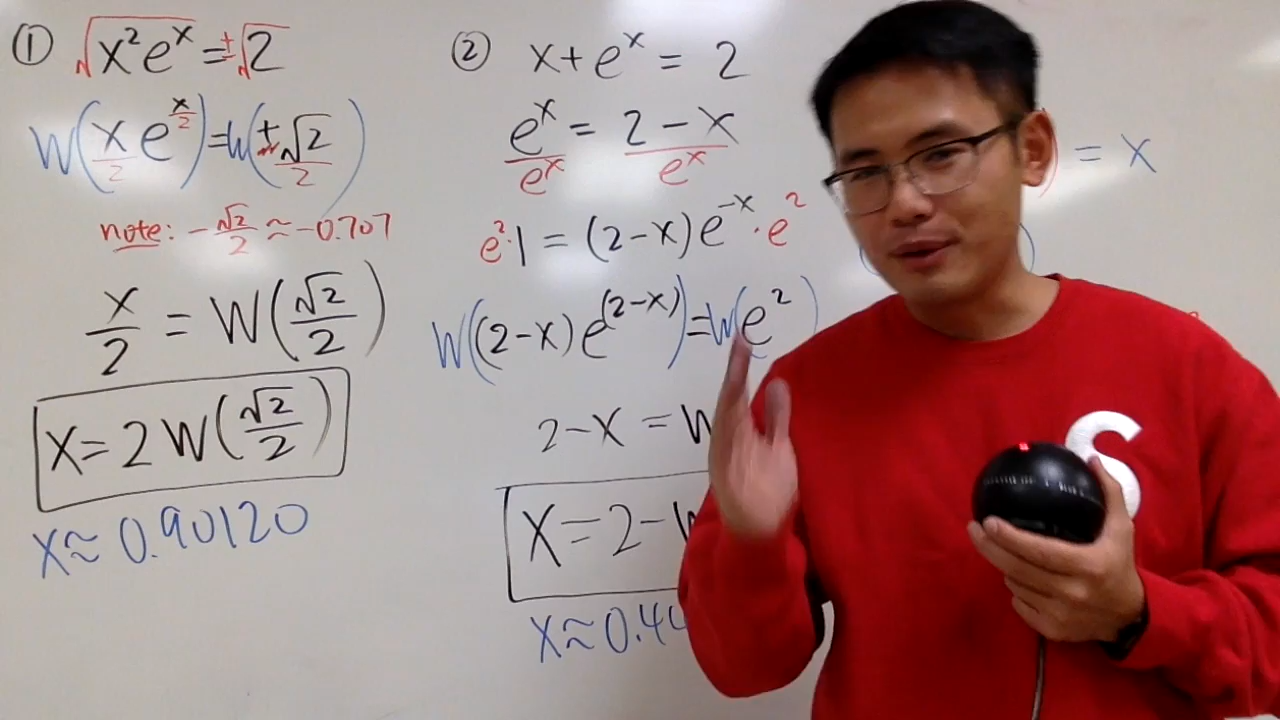 ① √(x²eˣ) = ±√2
W(x/2 e^(x/2)) = W(±√2/2)
note: -√2/2 ≈ -0.707
x/2 = W(√2/2)
x = 2W(√2/2)
x ≈ 0.90120
② x + eˣ = 2
eˣ/eˣ = (2-x)/eˣ
e²·1 = (2-x)e⁻ˣ·e²
W((2-x)e^(2-x)) = W(e²)
2-x = W
x = 2-W
x ≈ 0.44
= x
S